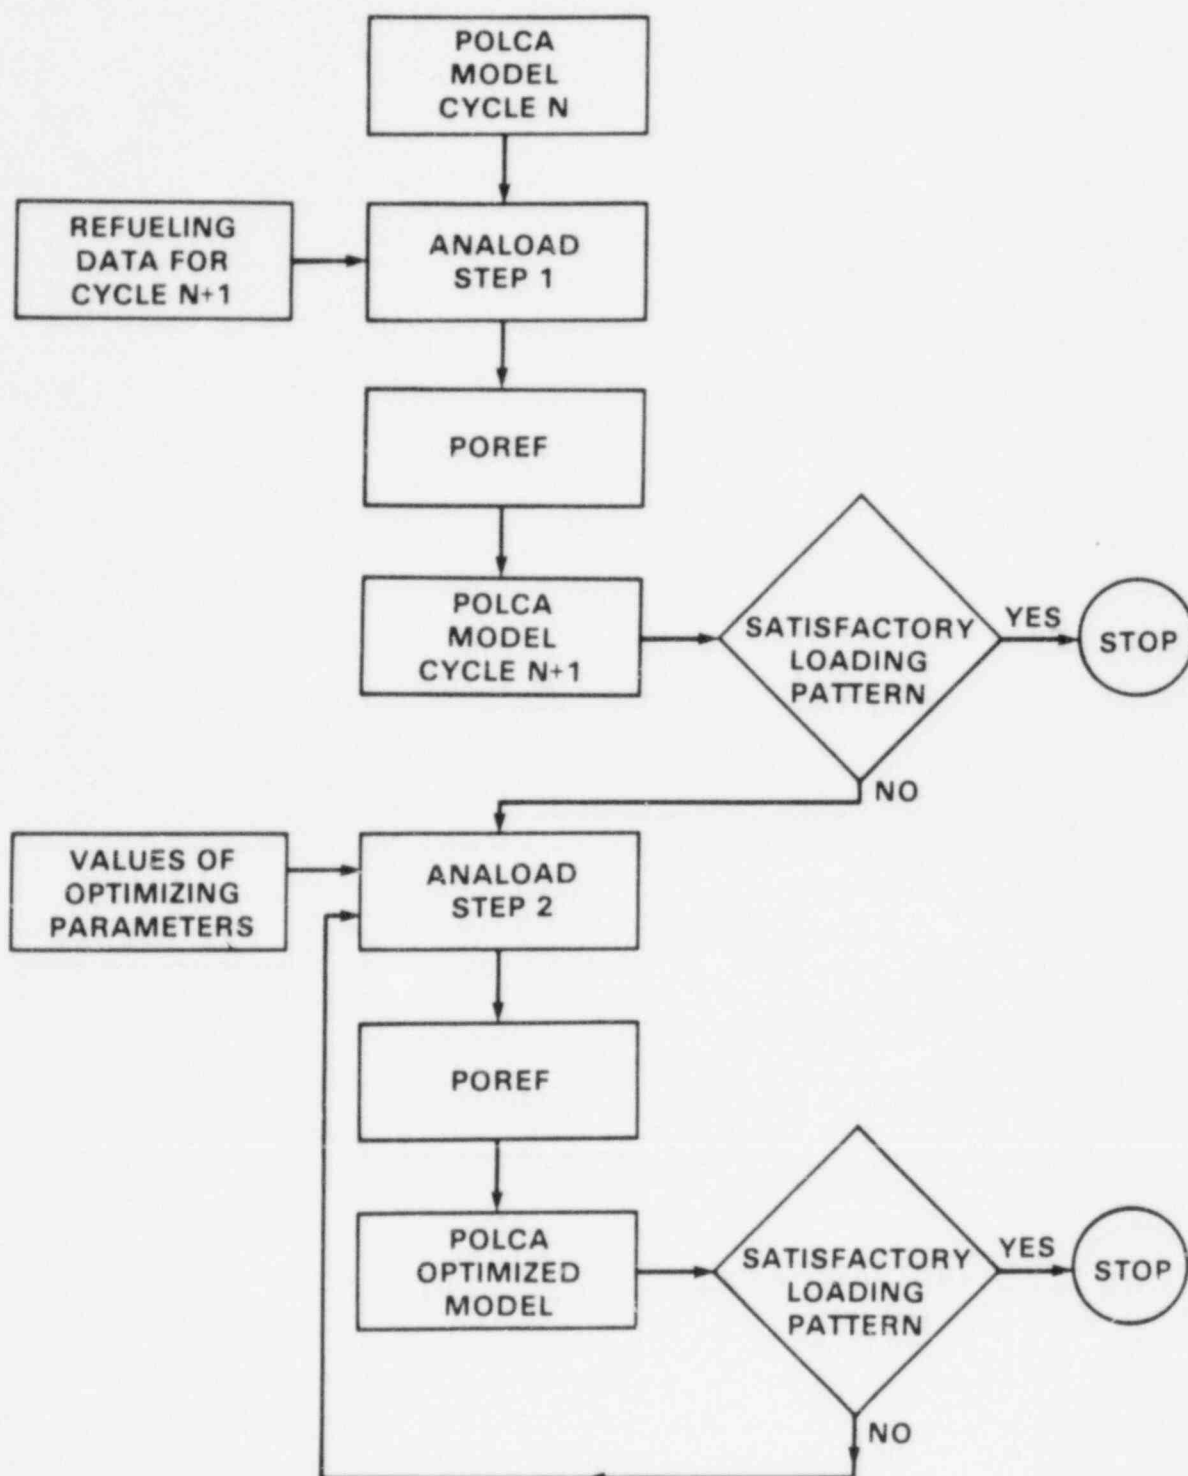 POLCA
MODEL
CYCLE N
REFUELING
DATA FOR
CYCLE N+1
ANALOAD
STEP 1
POREF
POLCA
MODEL
CYCLE N+1
SATISFACTORY
LOADING
PATTERN
YES
STOP
NO
VALUES OF
OPTIMIZING
PARAMETERS
ANALOAD
STEP 2
POREF
POLCA
OPTIMIZED
MODEL
SATISFACTORY
LOADING
PATTERN
YES
STOP
NO